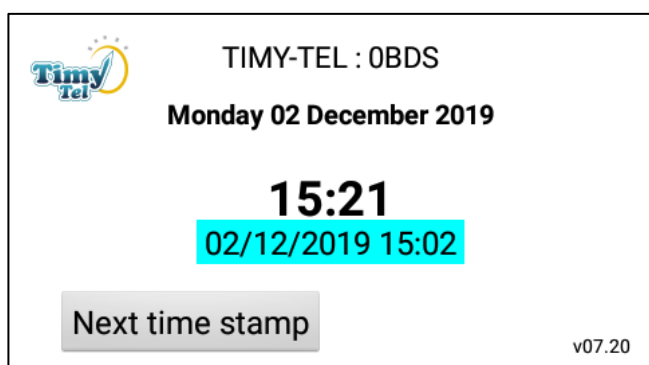 Timy
Tel
TIMY-TEL : 0BDS
Monday 02 December 2019
15:21
02/12/2019 15:02
Next time stamp
v07.20